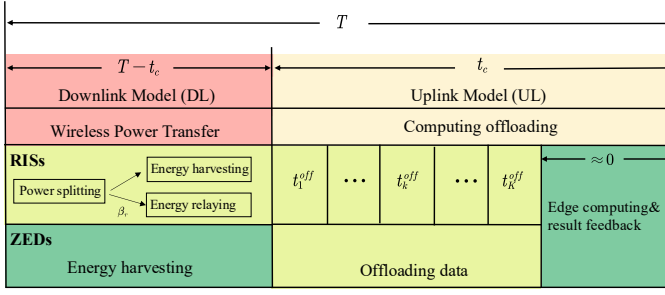 T
T − t_c
t_c
Downlink Model (DL)
Uplink Model (UL)
Wireless Power Transfer
Computing offloading
RISs
Power splitting
β_v
Energy harvesting
Energy relaying
t_1^{off}
•••
t_k^{off}
•••
t_K^{off}
≈0
Edge computing&
result feedback
ZEDs
Energy harvesting
Offloading data